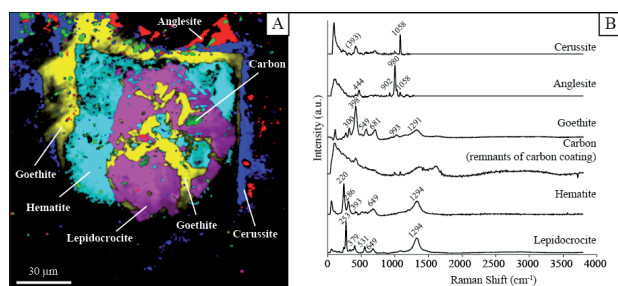 A
Anglesite
Carbon
Goethite
Hematite
Lepidocrocite
Goethite
Cerussite
30 µm
B
Intensity (a.u.)
(393)
1058
Cerussite
444
902
980
1058
Anglesite
300
398
549
681
993
1291
Goethite
Carbon
(remnants of carbon coating)
220
286
393
649
1294
Hematite
253
379
531
649
1294
Lepidocrocite
0 500 1000 1500 2000 2500 3000 3500 4000
Raman Shift (cm⁻¹)